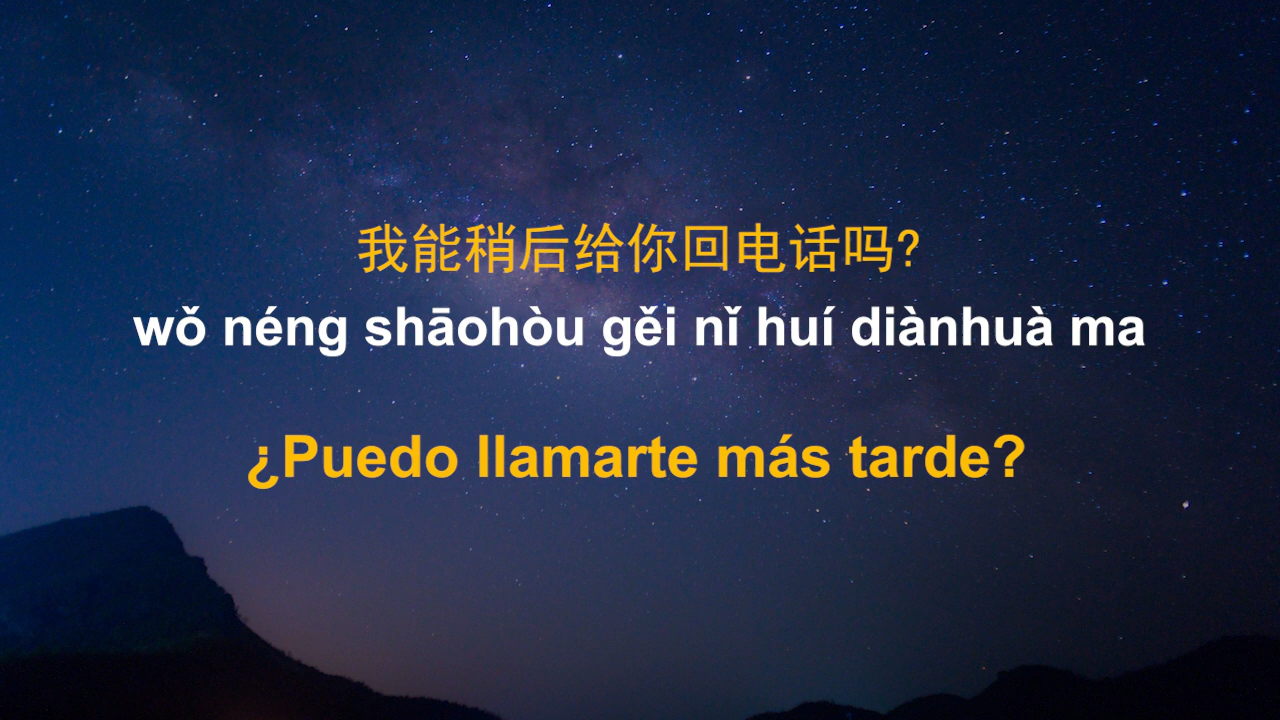 我能稍后给你回电话吗?
wǒ néng shāohòu gěi nǐ huí diànhuà ma
¿Puedo llamarte más tarde?